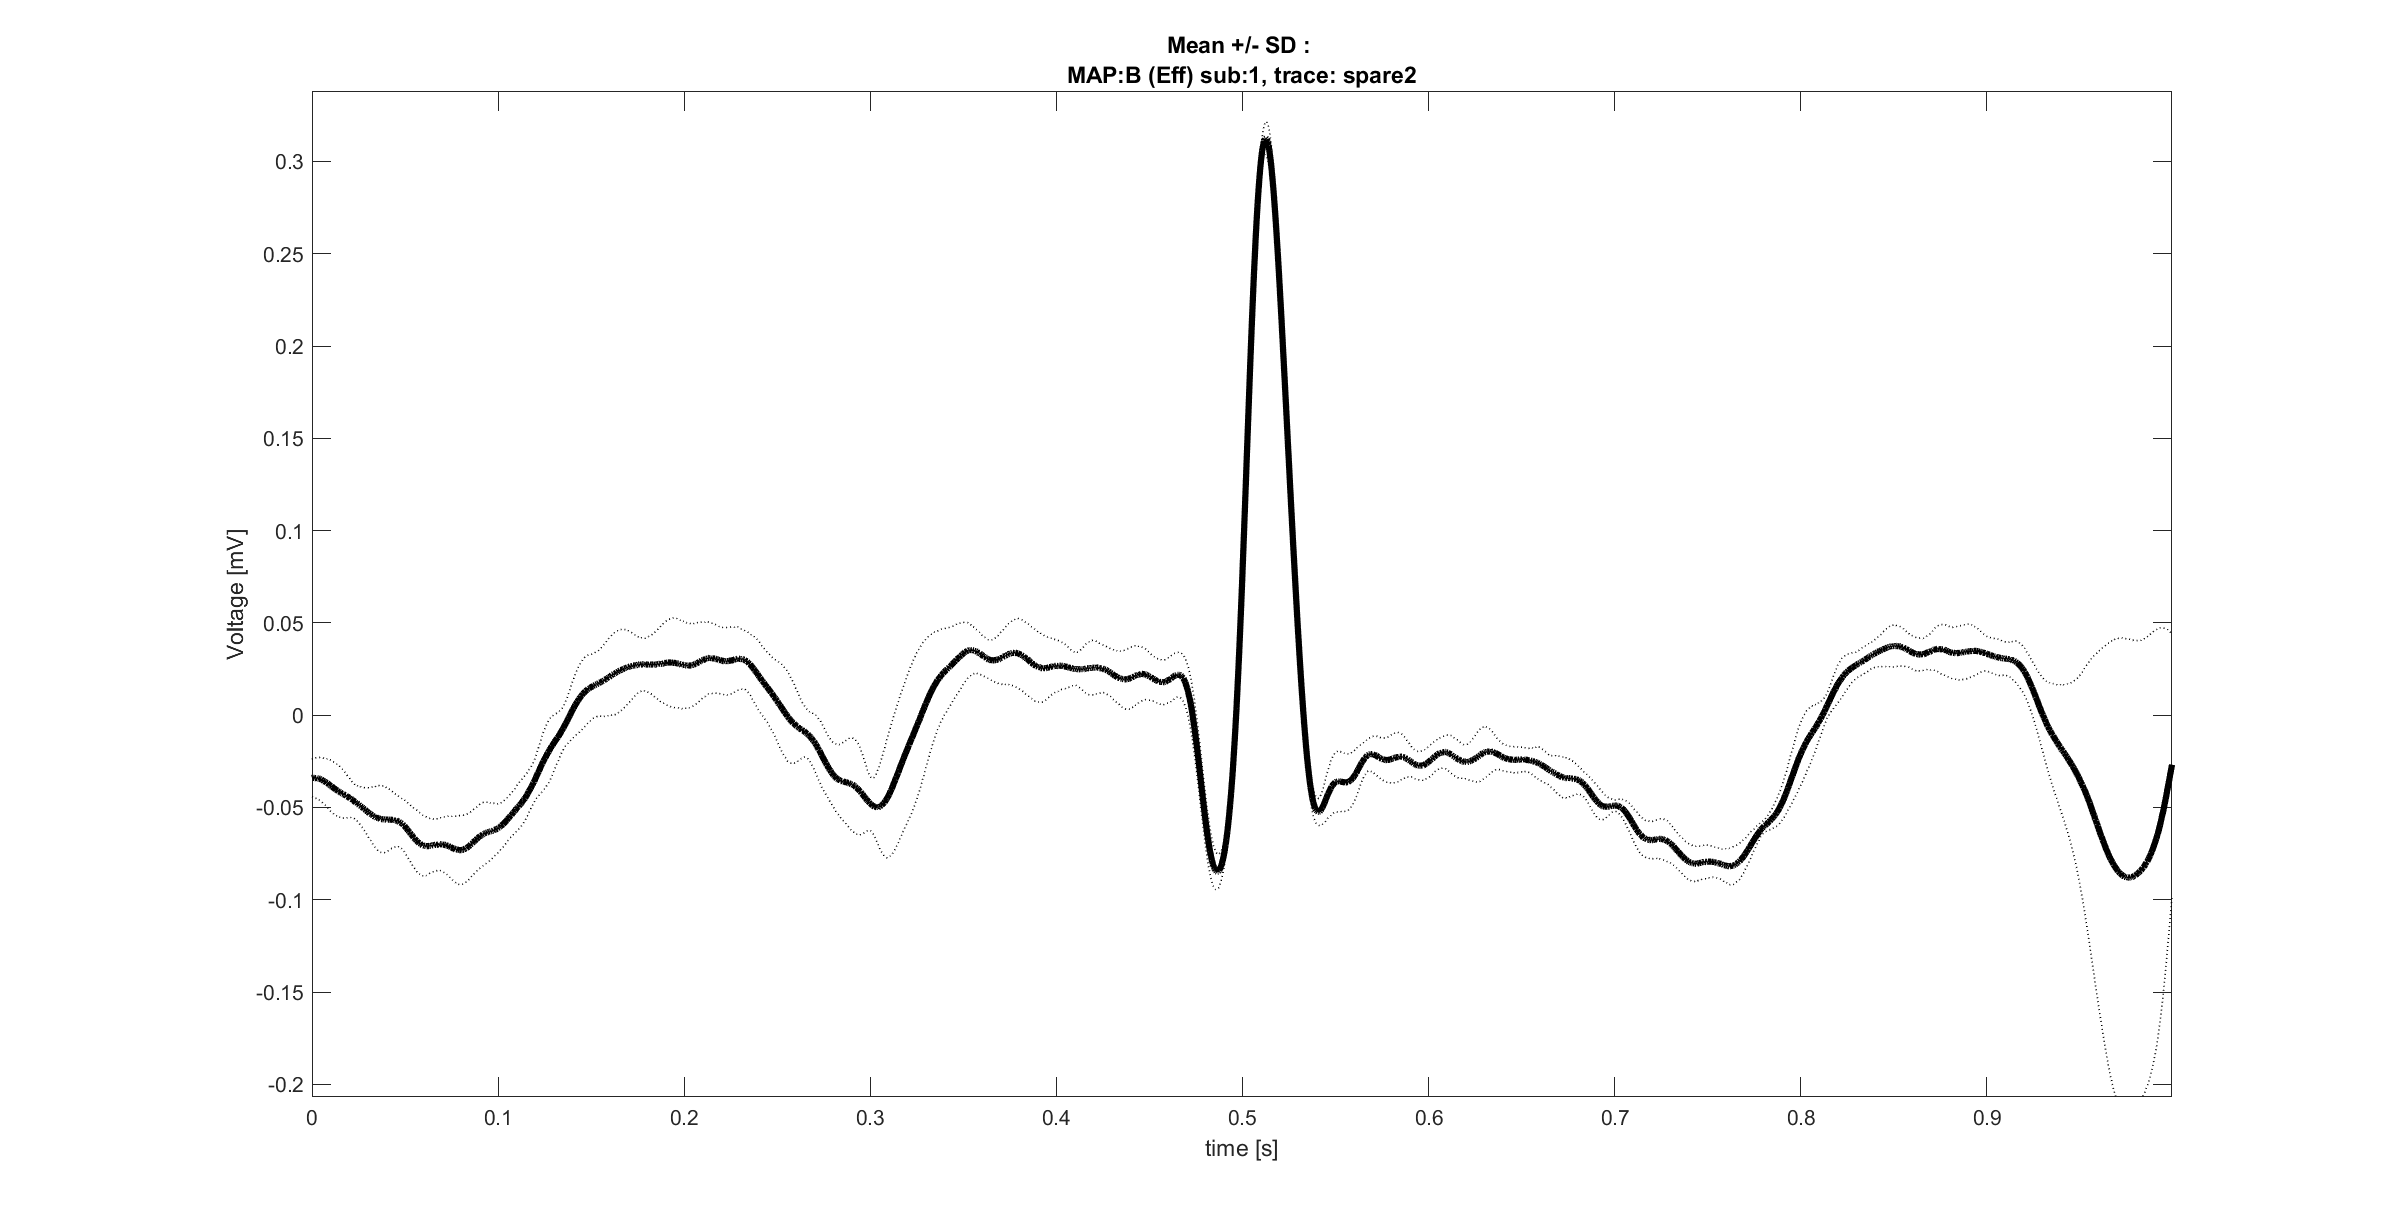 Mean +/- SD :
MAP:B (Eff) sub:1, trace: spare2
0.3
0.25
0.2
0.15
0.1
0.05
0
-0.05
-0.1
-0.15
-0.2
Voltage [mV]
0 0.1 0.2 0.3 0.4 0.5 0.6 0.7 0.8 0.9
time [s]